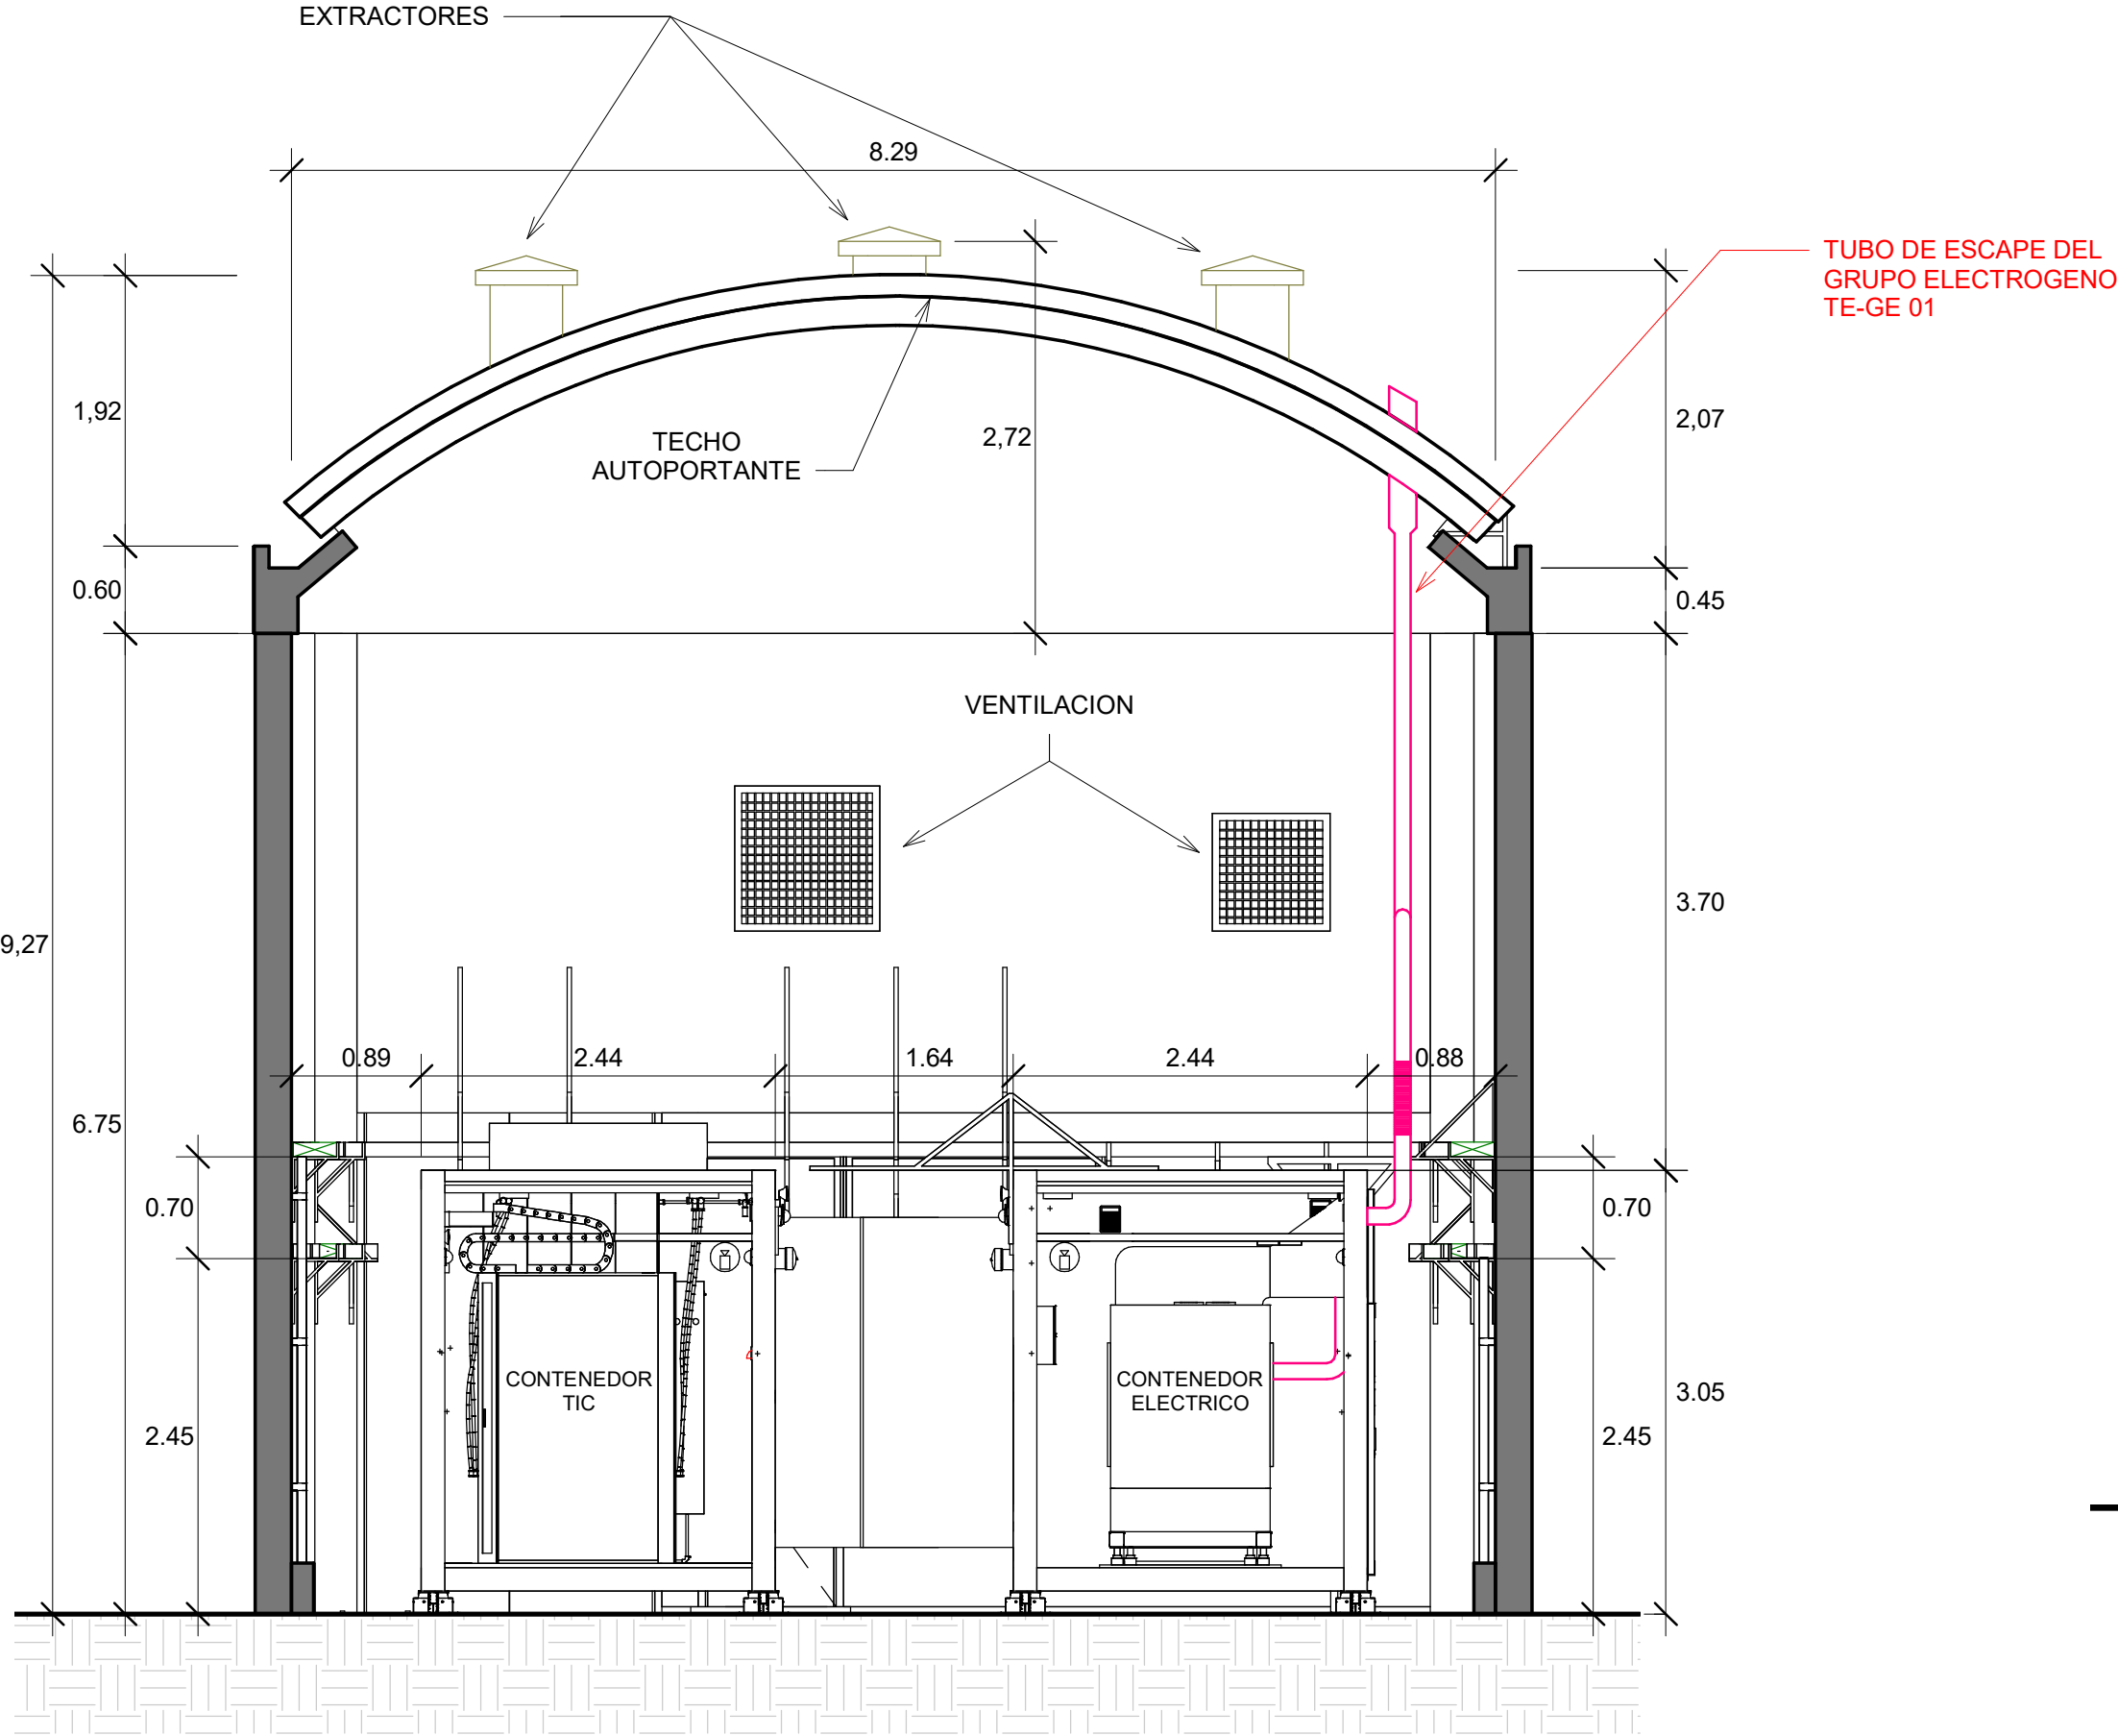 EXTRACTORES
8.29
TUBO DE ESCAPE DEL
GRUPO ELECTROGENO
TE-GE 01
1,92
2,72
2,07
TECHO
AUTOPORTANTE
0.60
0.45
VENTILACION
3.70
9,27
0.89
2.44
1.64
2.44
0.88
6.75
0.70
0.70
CONTENEDOR
TIC
CONTENEDOR
ELECTRICO
3.05
2.45
2.45